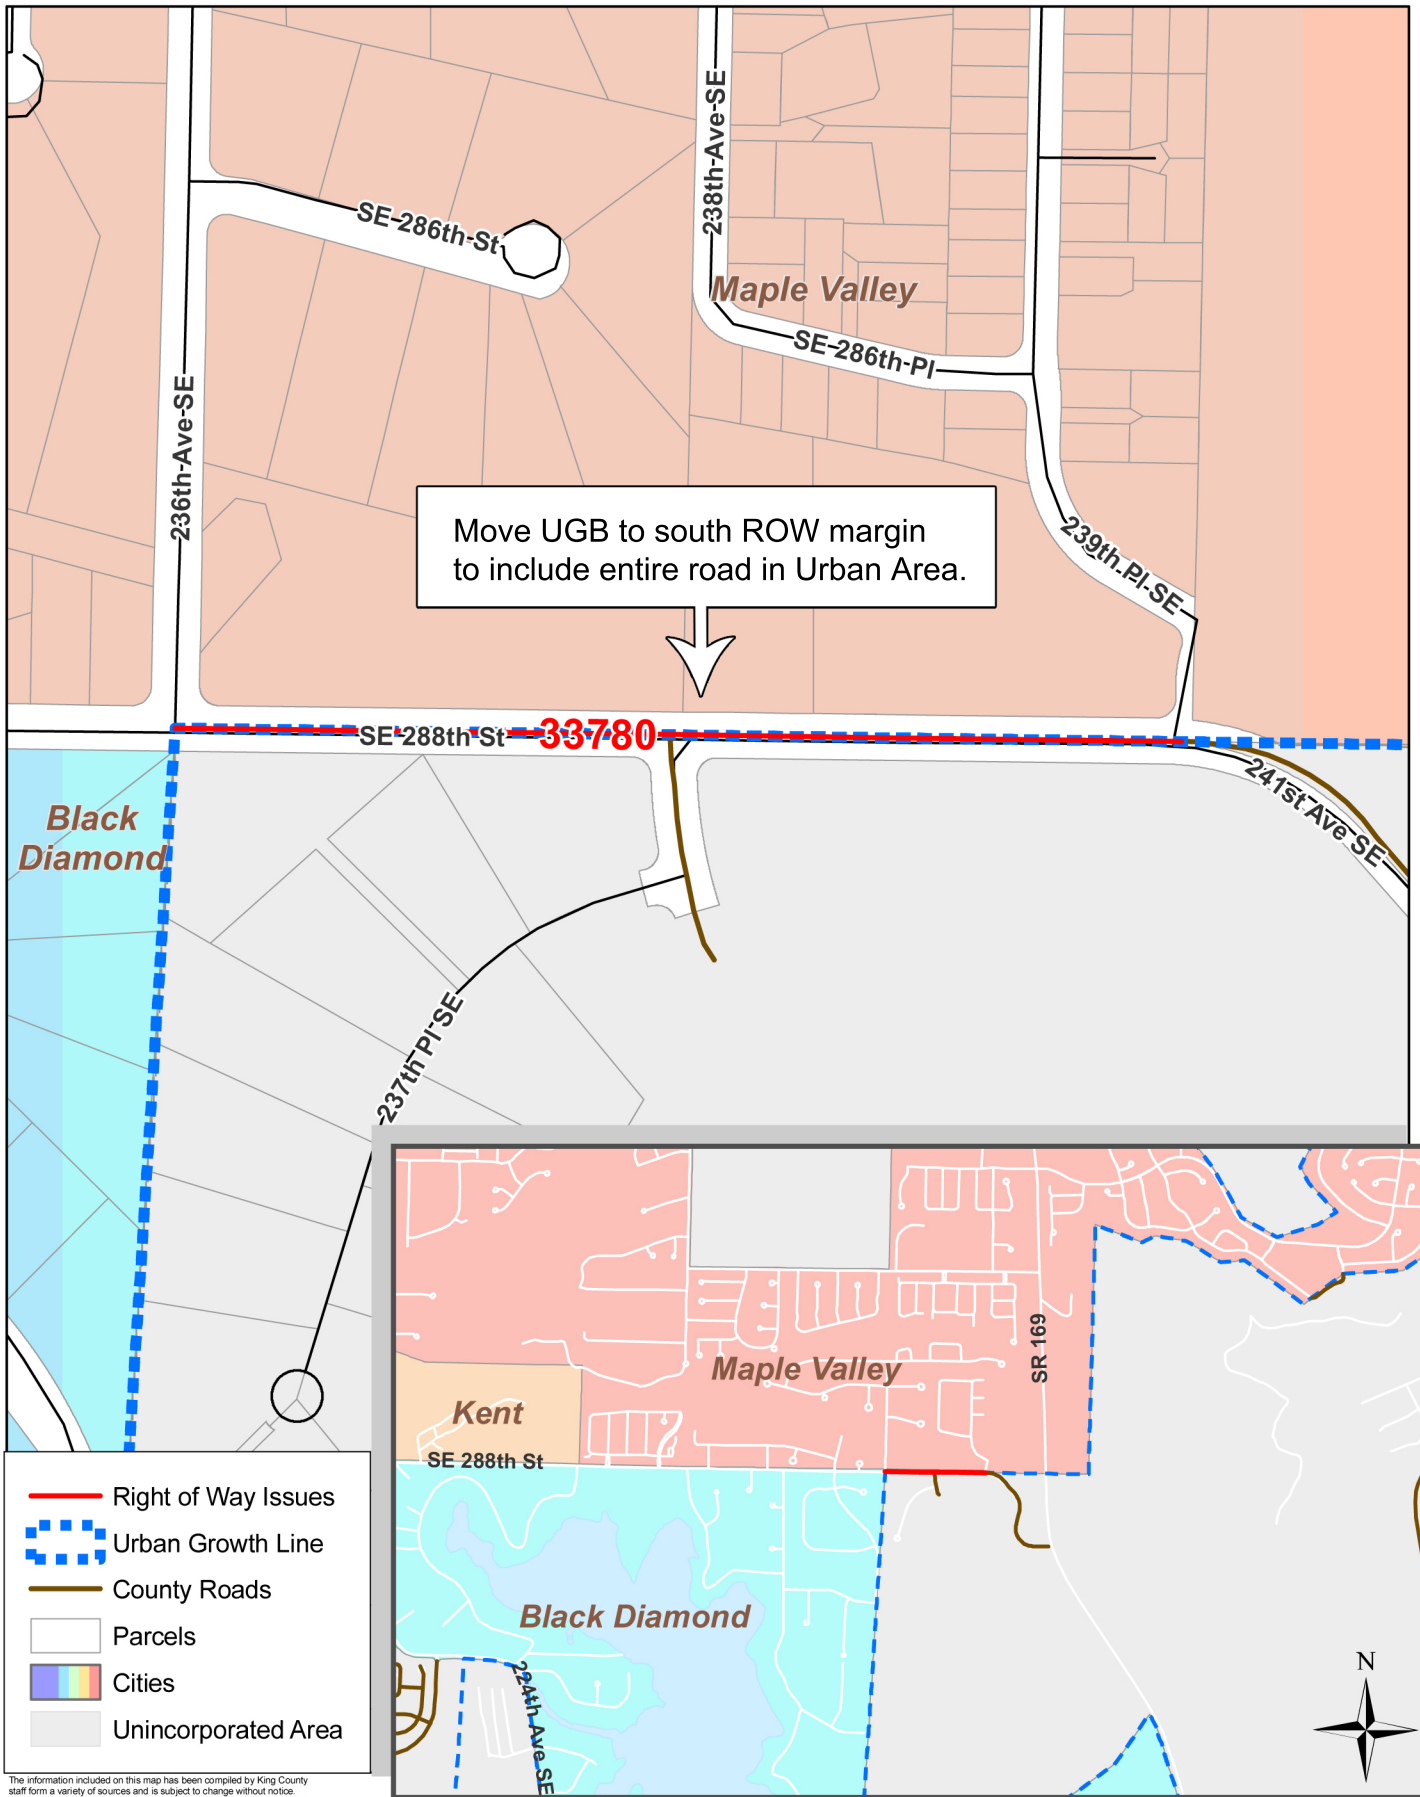 238th Ave SE
SE 286th St
Maple Valley
SE 286th Pl
236th Ave SE
Move UGB to south ROW margin
to include entire road in Urban Area.
239th Pl SE
SE 288th St
33780
241st Ave SE
Black
Diamond
237th Pl SE
Maple Valley
SR 169
Kent
SE 288th St
Black Diamond
224th Ave SE
N
Right of Way Issues
Urban Growth Line
County Roads
Parcels
Cities
Unincorporated Area
The information included on this map has been compiled by King County
staff form a variety of sources and is subject to change without notice.